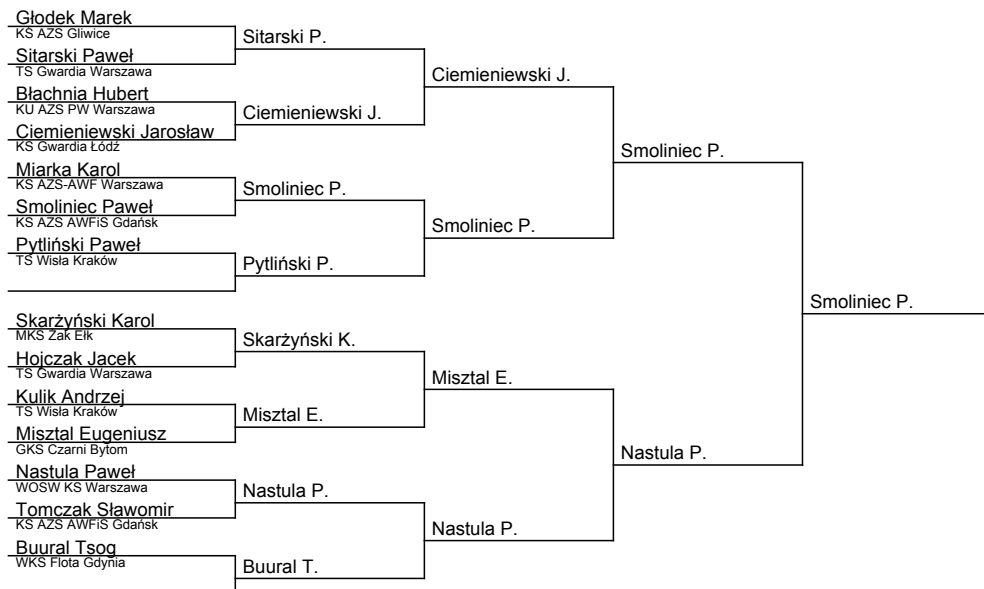 Głodek Marek
KS AZS Gliwice
Sitarski Paweł
TS Gwardia Warszawa
Błachnia Hubert
KU AZS PW Warszawa
Ciemieniewski Jarosław
KS Gwardia Łódź
Miarka Karol
KS AZS-AWF Warszawa
Smoliniec Paweł
KS AZS AWFiS Gdańsk
Pytliński Paweł
TS Wisła Kraków
Skarżyński Karol
MKS Żak Ełk
Hojczak Jacek
TS Gwardia Warszawa
Kulik Andrzej
TS Wisła Kraków
Misztal Eugeniusz
GKS Czarni Bytom
Nastula Paweł
WOSW KS Warszawa
Tomczak Sławomir
KS AZS AWFiS Gdańsk
Buural Tsog
WKS Flota Gdynia
Sitarski P.
Ciemieniewski J.
Smoliniec P.
Pytliński P.
Skarżyński K.
Misztal E.
Nastula P.
Buural T.
Ciemieniewski J.
Smoliniec P.
Misztal E.
Nastula P.
Smoliniec P.
Nastula P.
Smoliniec P.